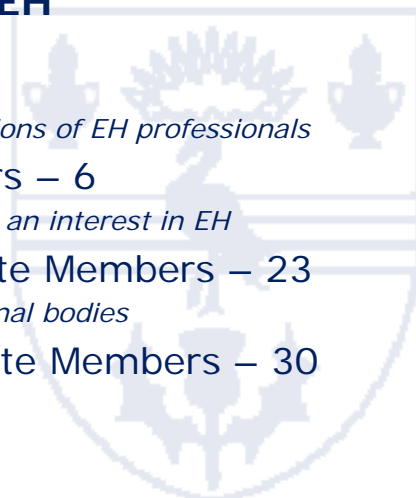 EH
ions of EH professionals
rs – 6
an interest in EH
te Members – 23
nal bodies
te Members – 30